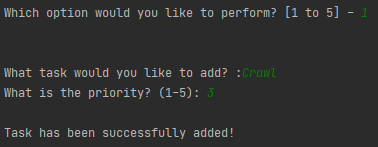 Which option would you like to perform? [1 to 5] - 1
What task would you like to add? :Crawl
What is the priority? (1-5): 3
Task has been successfully added!